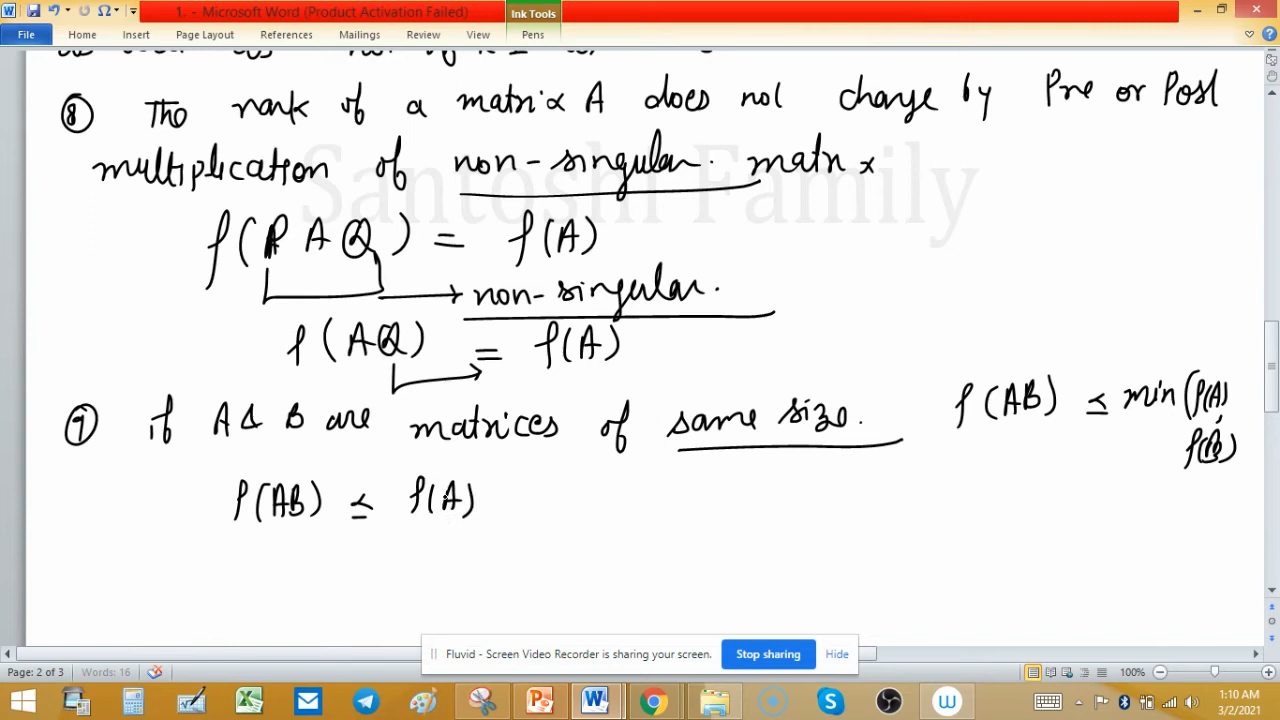 1. - Microsoft Word (Product Activation Failed)
Ink Tools
File Home Insert Page Layout References Mailings Review View Pens
⑧ The rank of a matrix A does not change by Pre or Post
multiplication of non-singular. matrix
Santoshi Family
ρ(PAQ) = ρ(A)
non-singular.
ρ(AQ) = ρ(A)
⑨ if A & B are matrices of same size. ρ(AB) ≤ min(ρ(A),
ρ(B))
ρ(AB) ≤ ρ(A)
Fluvid - Screen Video Recorder is sharing your screen. Stop sharing Hide
Page: 2 of 3 Words: 16 100%
1:10 AM
3/2/2021